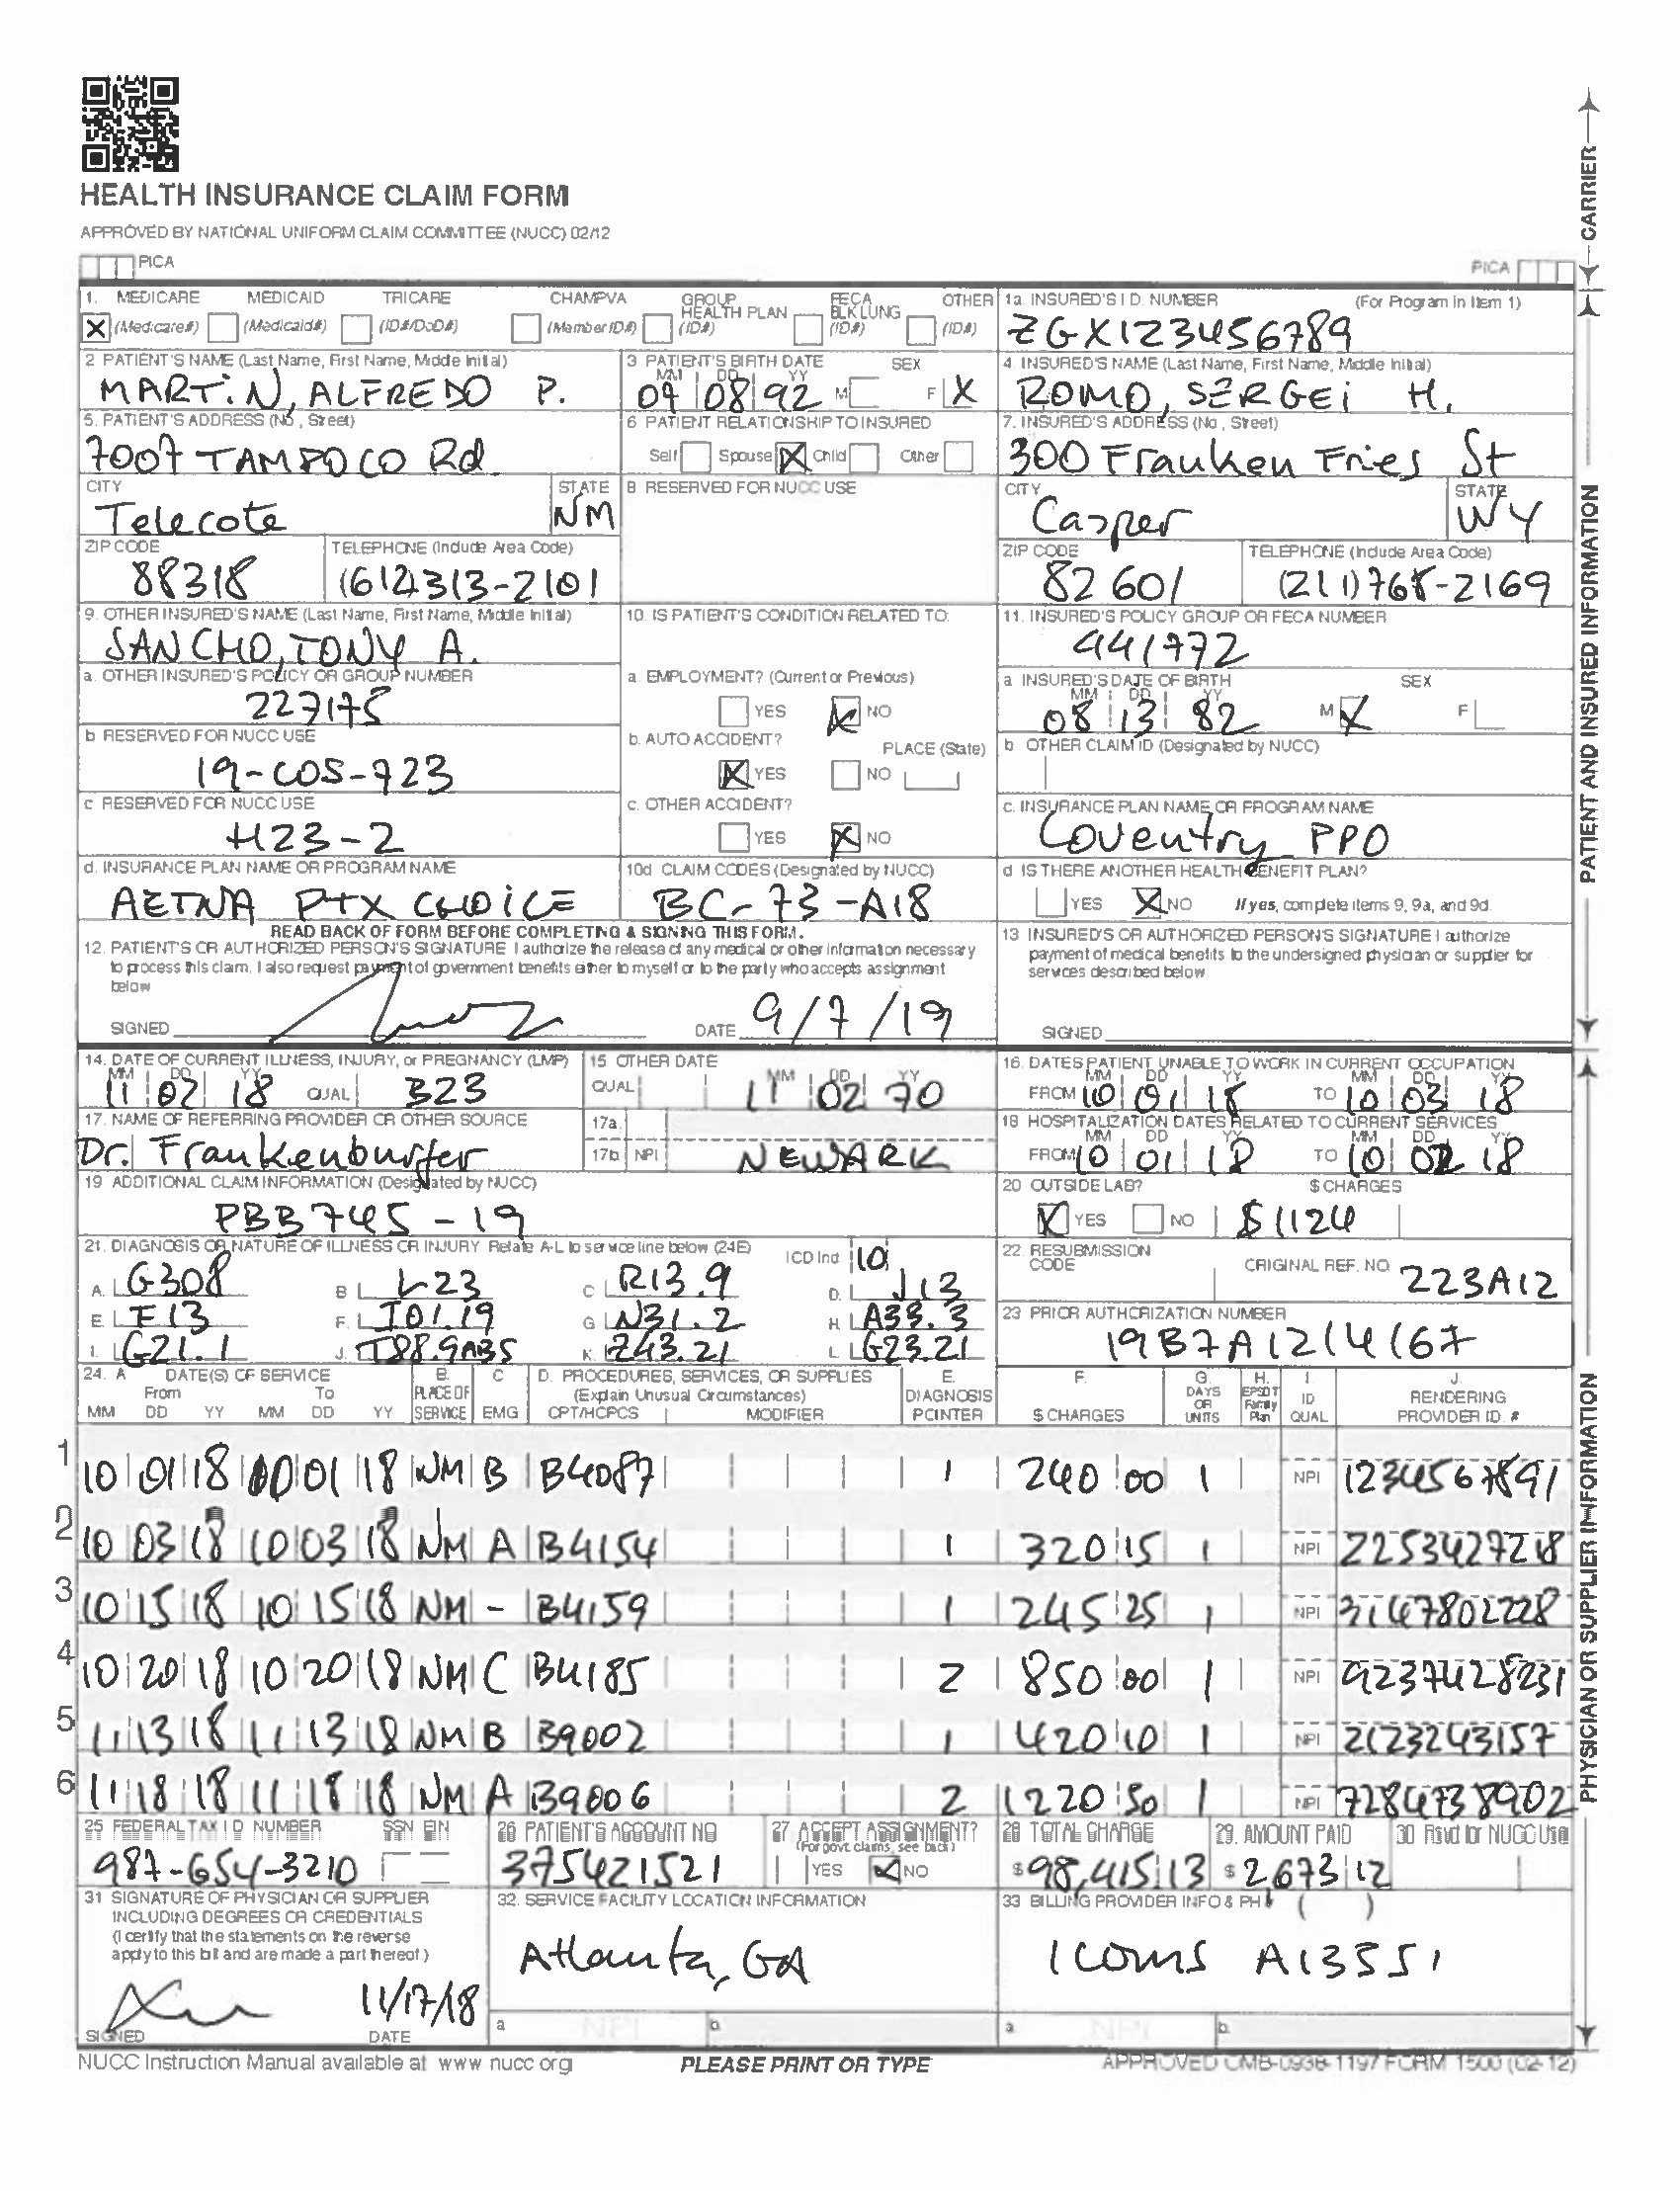 HEALTH INSURANCE CLAIM FORM
APPROVED BY NATIONAL UNIFORM CLAIM COMMITTEE (NUCC) 02/12
PICA
PICA
CARRIER
1. MEDICARE MEDICAID TRICARE CHAMPVA GROUP HEALTH PLAN FECA BLK LUNG OTHER
X (Medicare#) (Medicaid#) (ID#/DoD#) (Member ID#) (ID#) (ID#) (ID#)
1a. INSURED'S I.D. NUMBER (For Program in Item 1)
ZGX123456789
2. PATIENT'S NAME (Last Name, First Name, Middle Initial)
MARTiN, ALFREDO P.
3. PATIENT'S BIRTH DATE SEX
MM DD YY
07 08 92 M F X
4. INSURED'S NAME (Last Name, First Name, Middle Initial)
ROMO, SERGEi H.
5. PATIENT'S ADDRESS (No., Street)
7007 TAMPOCO Rd
6. PATIENT RELATIONSHIP TO INSURED
Self Spouse X Child Other
7. INSURED'S ADDRESS (No., Street)
300 Frauken Fries St
CITY STATE
Telecote NM
8. RESERVED FOR NUCC USE
CITY STATE
Casper WY
ZIP CODE TELEPHONE (Include Area Code)
88318 (612)313-2101
ZIP CODE TELEPHONE (Include Area Code)
82601 (211)768-2169
9. OTHER INSURED'S NAME (Last Name, First Name, Middle Initial)
SANCHO, TONY A.
10. IS PATIENT'S CONDITION RELATED TO:
11. INSURED'S POLICY GROUP OR FECA NUMBER
441772
a. OTHER INSURED'S POLICY OR GROUP NUMBER
227175
a. EMPLOYMENT? (Current or Previous)
YES X NO
a. INSURED'S DATE OF BIRTH SEX
MM DD YY
08 13 82 M X F
b. RESERVED FOR NUCC USE
19-COS-723
b. AUTO ACCIDENT? PLACE (State)
X YES NO
b. OTHER CLAIM ID (Designated by NUCC)
c. RESERVED FOR NUCC USE
H23-2
c. OTHER ACCIDENT?
YES X NO
c. INSURANCE PLAN NAME OR PROGRAM NAME
Coventry PPO
d. INSURANCE PLAN NAME OR PROGRAM NAME
AETNA PTX CHOiCE
10d. CLAIM CODES (Designated by NUCC)
BC-73-A18
d. IS THERE ANOTHER HEALTH BENEFIT PLAN?
YES X NO If yes, complete items 9, 9a, and 9d.
READ BACK OF FORM BEFORE COMPLETING & SIGNING THIS FORM.
12. PATIENT'S OR AUTHORIZED PERSON'S SIGNATURE I authorize the release of any medical or other information necessary
to process this claim. I also request payment of government benefits either to myself or to the party who accepts assignment
below
SIGNED DATE 9/7/19
13. INSURED'S OR AUTHORIZED PERSON'S SIGNATURE I authorize
payment of medical benefits to the undersigned physician or supplier for
services described below.
SIGNED
PATIENT AND INSURED INFORMATION
14. DATE OF CURRENT ILLNESS, INJURY, or PREGNANCY (LMP)
MM DD YY
11 02 18 QUAL B23
15. OTHER DATE
QUAL MM DD YY
11 02 70
16. DATES PATIENT UNABLE TO WORK IN CURRENT OCCUPATION
MM DD YY MM DD YY
FROM 10 01 18 TO 10 03 18
17. NAME OF REFERRING PROVIDER OR OTHER SOURCE
Dr. Frankenburger
17a.
17b. NPI NEWARK
18. HOSPITALIZATION DATES RELATED TO CURRENT SERVICES
MM DD YY MM DD YY
FROM 10 01 18 TO 10 02 18
19. ADDITIONAL CLAIM INFORMATION (Designated by NUCC)
PBB745-19
20. OUTSIDE LAB? $ CHARGES
X YES NO $1124
21. DIAGNOSIS OR NATURE OF ILLNESS OR INJURY Relate A-L to service line below (24E) ICD Ind 10
A. G308 B. L23 C. R13.9 D. J13
E. F13 F. I01.19 G. N31.2 H. A33.3
I. G21.1 J. T88.9AB5 K. Z43.21 L. G23.21
22. RESUBMISSION CODE ORIGINAL REF. NO.
223A12
23. PRIOR AUTHORIZATION NUMBER
19B7A1214167
24. A. DATE(S) OF SERVICE B. C. D. PROCEDURES, SERVICES, OR SUPPLIES E. F. G. H. I. J.
From To PLACE OF (Explain Unusual Circumstances) DIAGNOSIS DAYS OR EPSDT Family ID RENDERING
MM DD YY MM DD YY SERVICE EMG CPT/HCPCS MODIFIER POINTER $ CHARGES UNITS Plan QUAL. PROVIDER ID. #
1 10 01 18 10 01 18 NM B B4087 1 240 00 1 NPI 1234567891
2 10 03 18 10 03 18 NM A B4154 1 320 15 1 NPI 2253427218
3 10 15 18 10 15 18 NM - B4159 1 245 25 1 NPI 3147802228
4 10 20 18 10 20 18 NM C B4185 2 850 00 1 NPI 9237428231
5 11 13 18 11 13 18 NM B B9002 1 420 10 1 NPI 2123243157
6 11 18 18 11 18 18 NM A B9006 2 1220 50 1 NPI 7284738902
25. FEDERAL TAX I.D. NUMBER SSN EIN
987-654-3210
26. PATIENT'S ACCOUNT NO.
375421521
27. ACCEPT ASSIGNMENT?
(For govt. claims, see back)
YES X NO
28. TOTAL CHARGE
$ 98,415 13
29. AMOUNT PAID
$ 2,673 12
30. Rsvd for NUCC Use
31. SIGNATURE OF PHYSICIAN OR SUPPLIER
INCLUDING DEGREES OR CREDENTIALS
(I certify that the statements on the reverse
apply to this bill and are made a part thereof.)
11/17/18
SIGNED DATE
32. SERVICE FACILITY LOCATION INFORMATION
Atlanta, GA
a. NPI b.
33. BILLING PROVIDER INFO & PH # ( )
1 Coms A13551
a. NPI b.
PHYSICIAN OR SUPPLIER INFORMATION
NUCC Instruction Manual available at: www.nucc.org
PLEASE PRINT OR TYPE
APPROVED OMB-0938-1197 FORM 1500 (02-12)